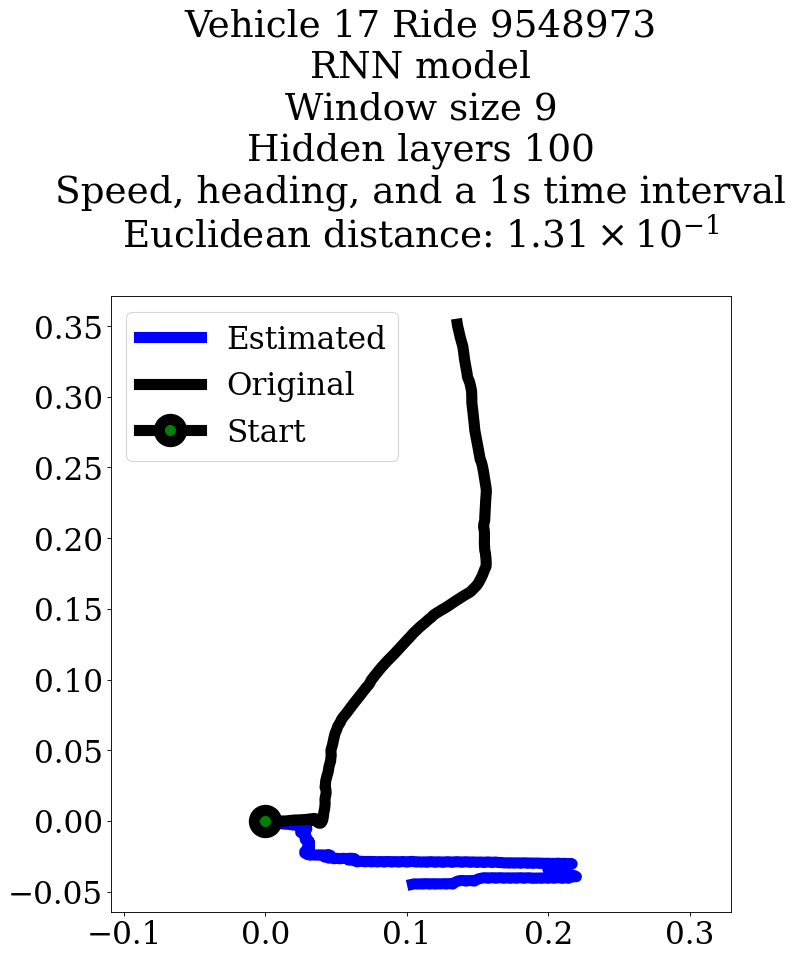 Vehicle 17 Ride 9548973
RNN model
Window size 9
Hidden layers 100
Speed, heading, and a 1s time interval
Euclidean distance: 1.31 × 10⁻¹
Estimated
Original
Start
0.35
0.30
0.25
0.20
0.15
0.10
0.05
0.00
−0.05
−0.1
0.0
0.1
0.2
0.3